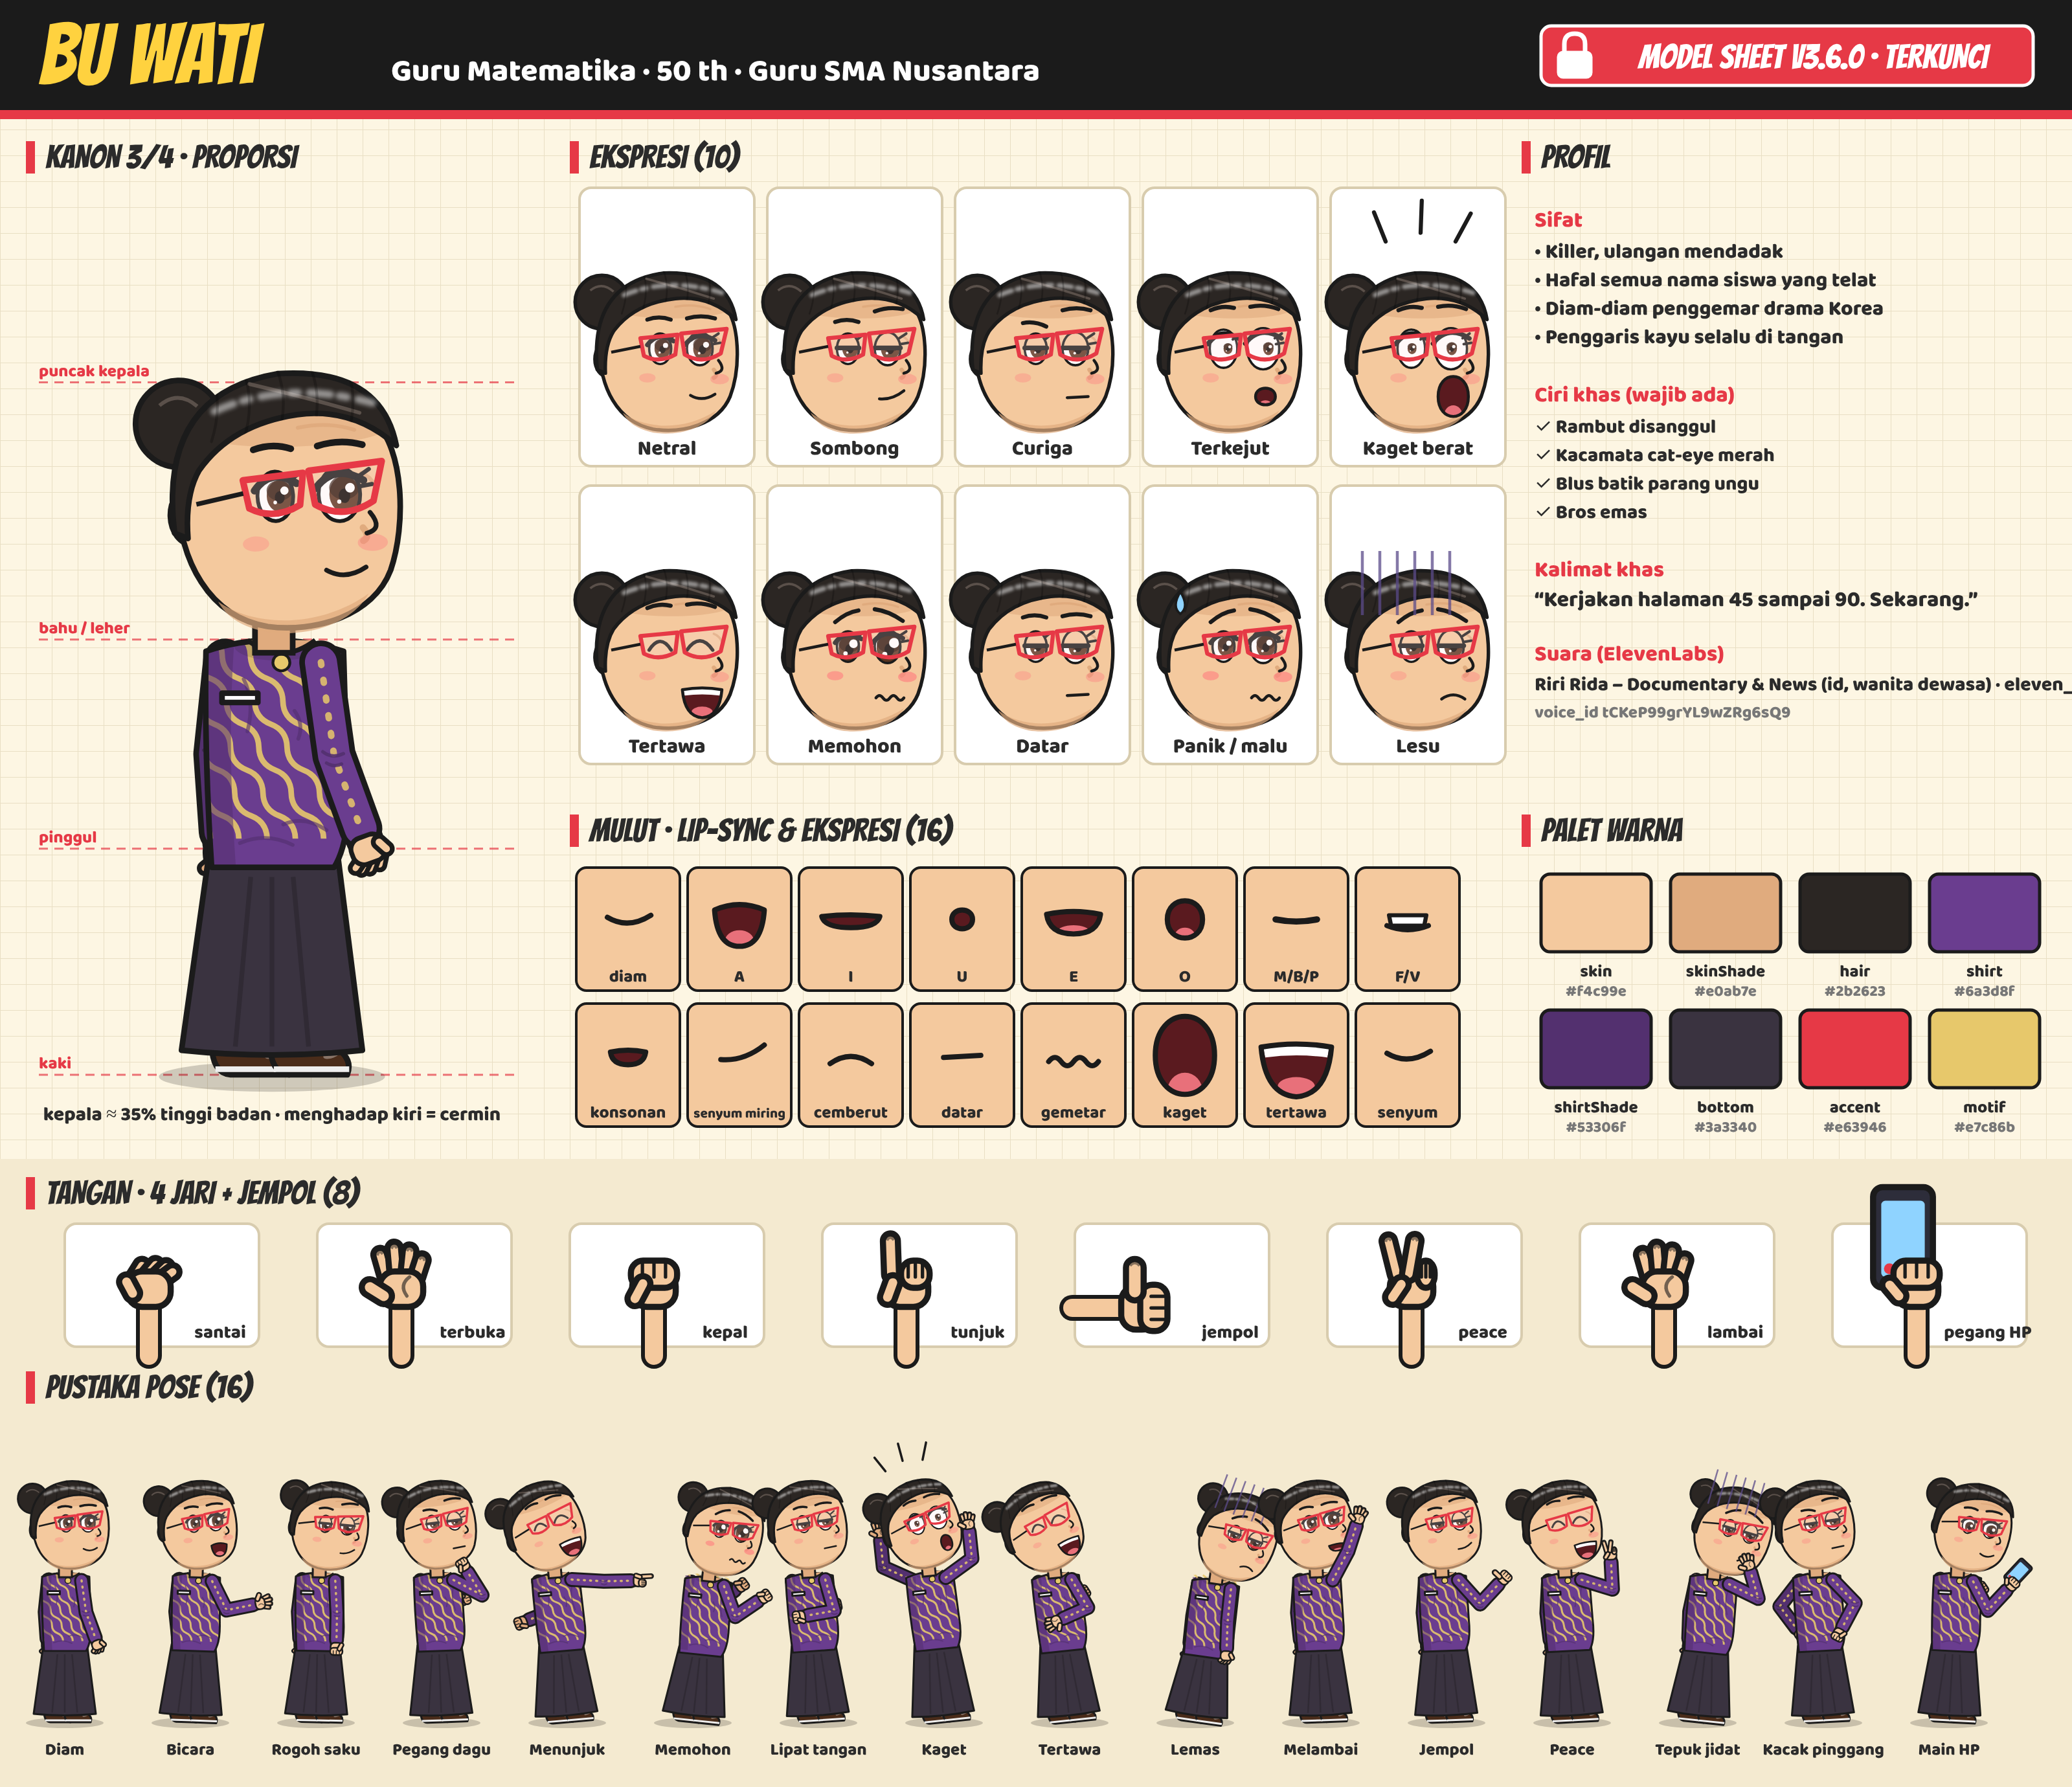 BU WATI
Guru Matematika • 50 th • Guru SMA Nusantara
MODEL SHEET V3.6.0 • TERKUNCI
KANON 3/4 • PROPORSI
puncak kepala
bahu / leher
pinggul
kaki
kepala ≈ 35% tinggi badan • menghadap kiri = cermin
EKSPRESI (10)
Netral
Sombong
Curiga
Terkejut
Kaget berat
Tertawa
Memohon
Datar
Panik / malu
Lesu
PROFIL
Sifat
• Killer, ulangan mendadak
• Hafal semua nama siswa yang telat
• Diam-diam penggemar drama Korea
• Penggaris kayu selalu di tangan
Ciri khas (wajib ada)
✓ Rambut disanggul
✓ Kacamata cat-eye merah
✓ Blus batik parang ungu
✓ Bros emas
Kalimat khas
“Kerjakan halaman 45 sampai 90. Sekarang.”
Suara (ElevenLabs)
Riri Rida – Documentary & News (id, wanita dewasa) • eleven_
voice_id tCKeP99grYL9wZRg6sQ9
MULUT • LIP-SYNC & EKSPRESI (16)
diam
A
I
U
E
O
M/B/P
F/V
konsonan
senyum miring
cemberut
datar
gemetar
kaget
tertawa
senyum
PALET WARNA
skin
#f4c99e
skinShade
#e0ab7e
hair
#2b2623
shirt
#6a3d8f
shirtShade
#53306f
bottom
#3a3340
accent
#e63946
motif
#e7c86b
TANGAN • 4 JARI + JEMPOL (8)
santai
terbuka
kepal
tunjuk
jempol
peace
lambai
pegang HP
PUSTAKA POSE (16)
Diam
Bicara
Rogoh saku
Pegang dagu
Menunjuk
Memohon
Lipat tangan
Kaget
Tertawa
Lemas
Melambai
Jempol
Peace
Tepuk jidat
Kacak pinggang
Main HP